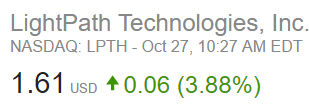 LightPath Technologies, Inc.
NASDAQ: LPTH - Oct 27, 10:27 AM EDT
1.61 USD ↑ 0.06 (3.88%)